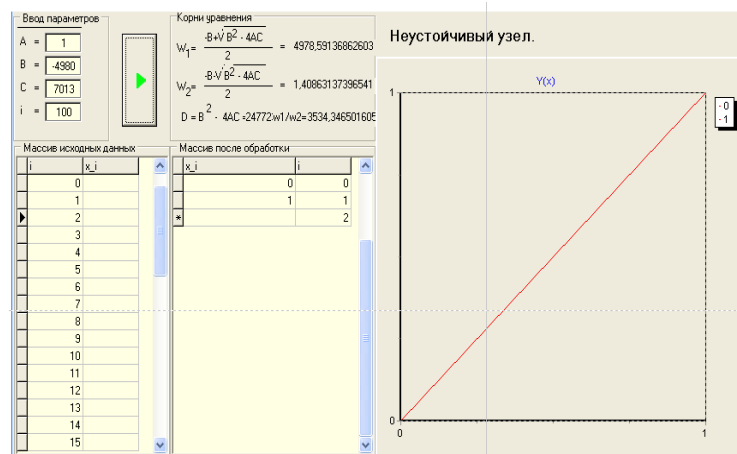 Ввод параметров
A = 1
B = -4980
C = 7013
i = 100
Корни уравнения
W1= -B+√B2 - 4AC / 2 = 4978,59136862603
W2= -B-√B2 - 4AC / 2 = 1,40863137396541
D = B2 - 4AC =24772 w1/w2=3534,346501605
Неустойчивый узел.
Массив исходных данных
i x_i
0
1
2
3
4
5
6
7
8
9
10
11
12
13
14
15
Массив после обработки
x_i i
0 0
1 1
* 2
Y(x)
1
0
0 1
0
1